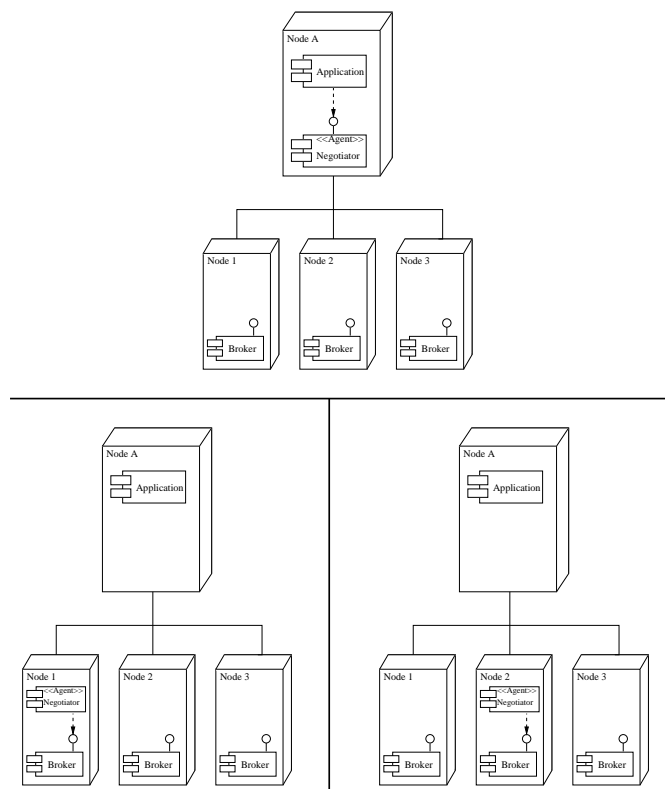 Node A
Application
<<Agent>>
Negotiator
Node 1
Node 2
Node 3
Broker
Broker
Broker
Node A
Application
Node 1
Node 2
Node 3
<<Agent>>
Negotiator
Broker
Broker
Broker
Node A
Application
Node 1
Node 2
Node 3
<<Agent>>
Negotiator
Broker
Broker
Broker